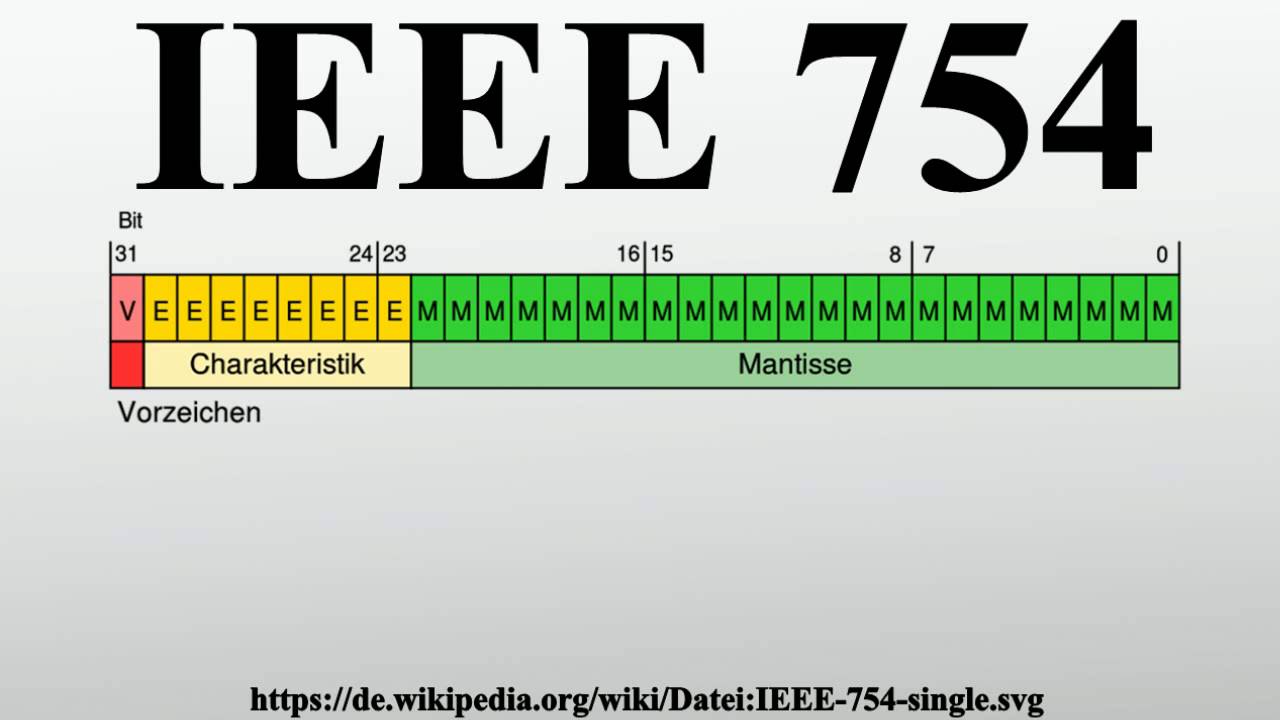 IEEE 754
Bit
31 24 23 16 15 8 7 0
V E E E E E E E E M M M M M M M M M M M M M M M M M M M M M M M
Charakteristik Mantisse
Vorzeichen
https://de.wikipedia.org/wiki/Datei:IEEE-754-single.svg